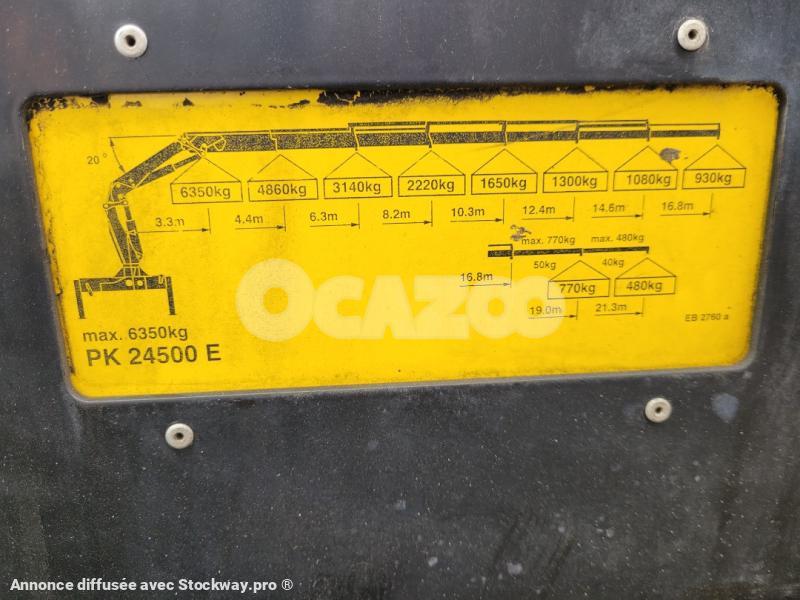 20°
6350kg 4860kg 3140kg 2220kg 1650kg 1300kg 1080kg 930kg
3.3m 4.4m 6.3m 8.2m 10.3m 12.4m 14.6m 16.8m
max. 770kg max. 480kg
50kg 40kg
16.8m
770kg 480kg
19.0m 21.3m
OCAZOO
EB 2760 a
max. 6350kg
PK 24500 E
Annonce diffusée avec Stockway.pro ®